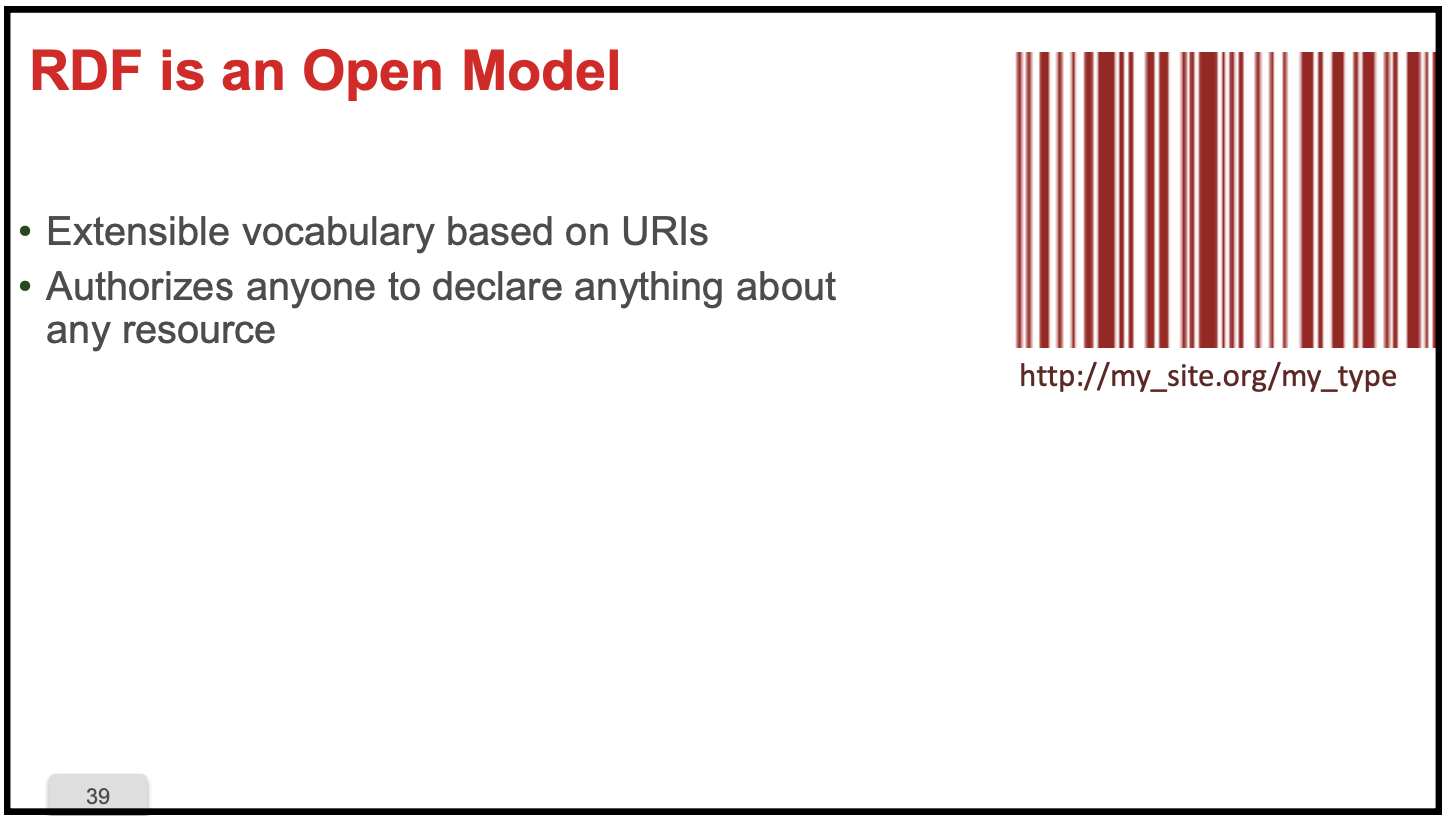 RDF is an Open Model
• Extensible vocabulary based on URIs
• Authorizes anyone to declare anything about
any resource
http://my_site.org/my_type
39